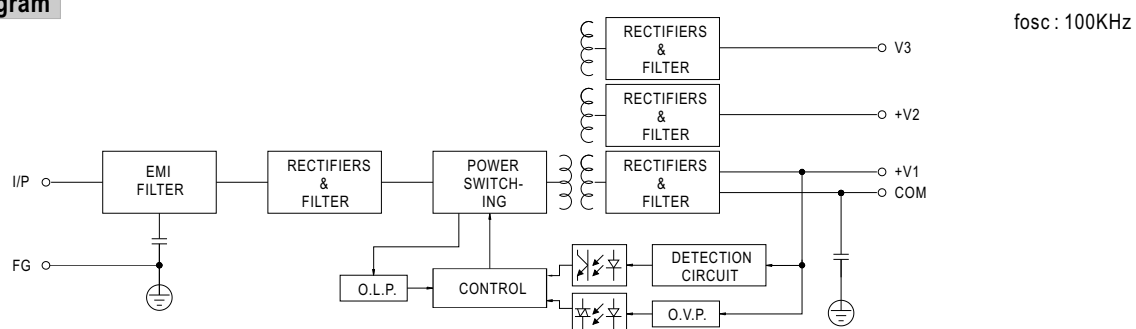 gram
fosc : 100KHz
RECTIFIERS
&
FILTER
V3
RECTIFIERS
&
FILTER
+V2
I/P
EMI
FILTER
RECTIFIERS
&
FILTER
POWER
SWITCH-
ING
RECTIFIERS
&
FILTER
+V1
COM
FG
O.L.P.
CONTROL
DETECTION
CIRCUIT
O.V.P.